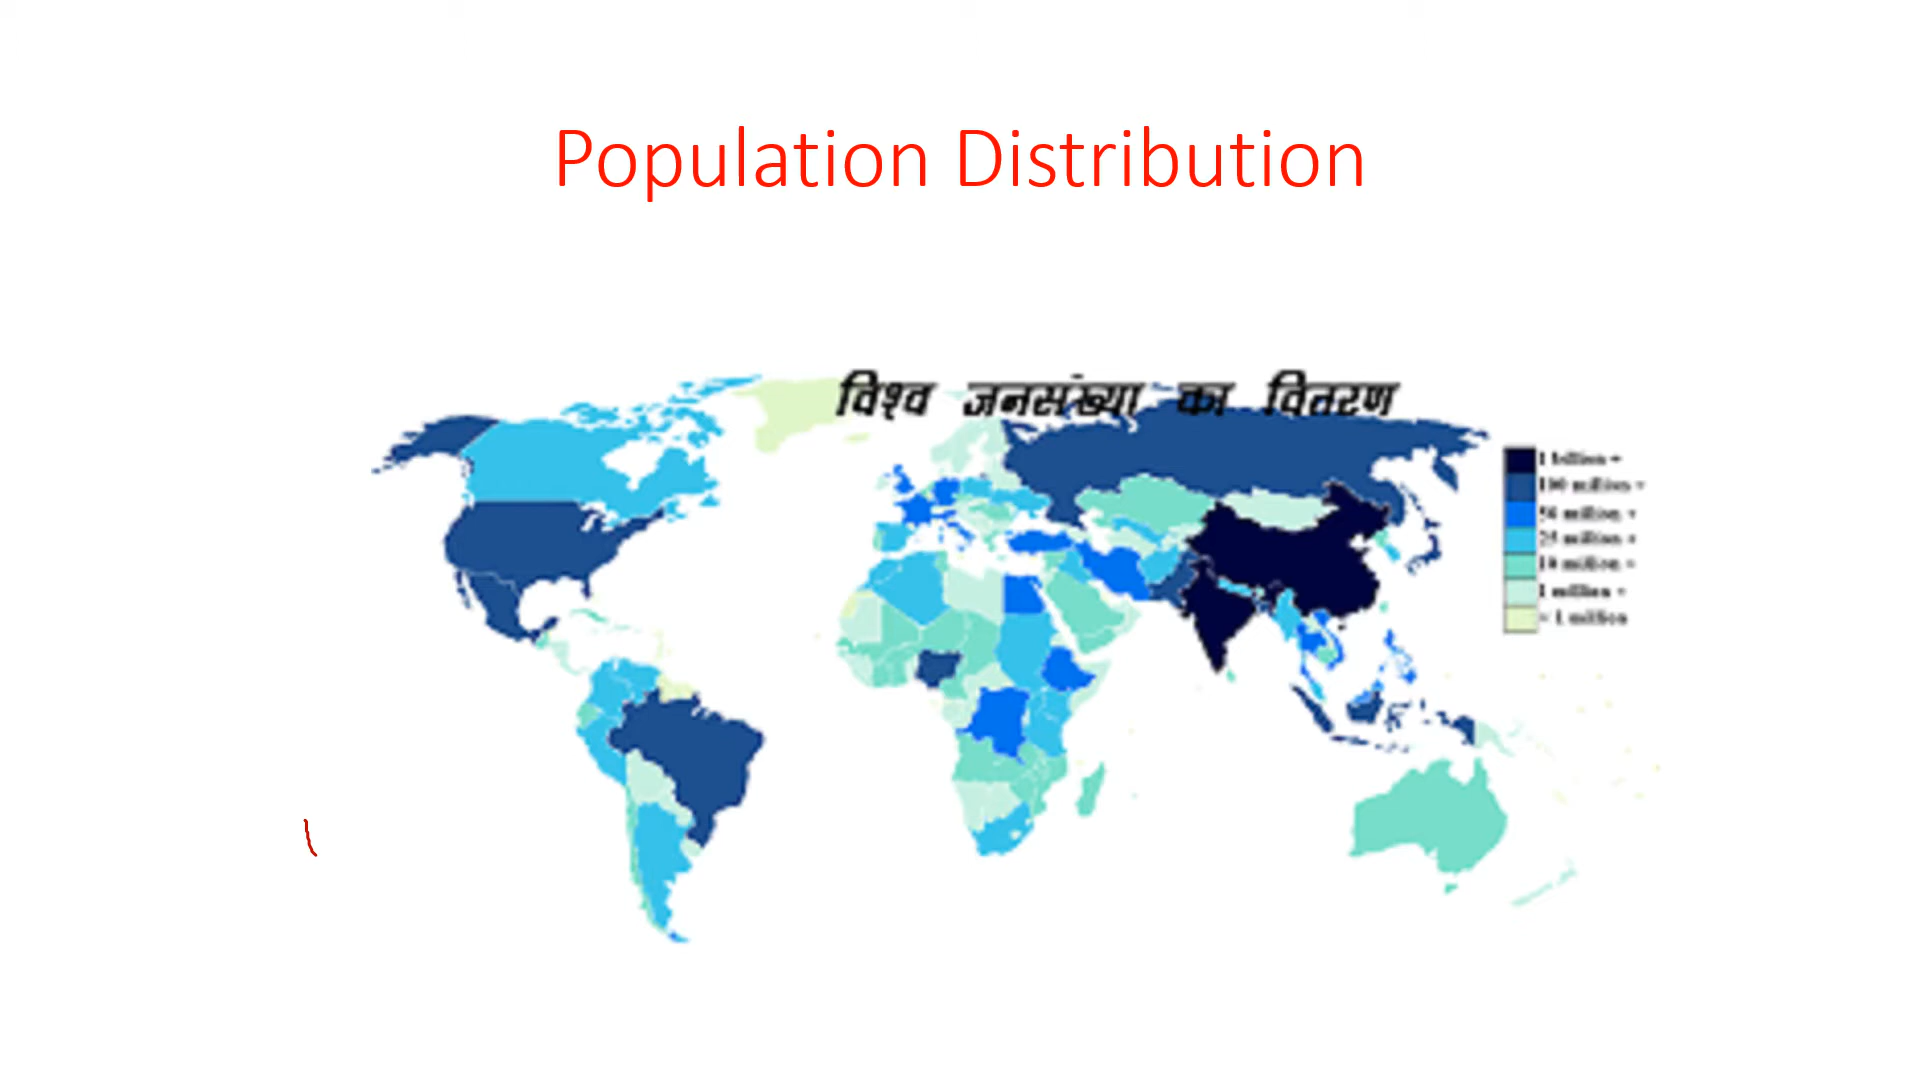 Population Distribution
विश्व जनसंख्या का वितरण
1 billion +
100 million +
50 million +
25 million +
10 million +
1 million +
< 1 million